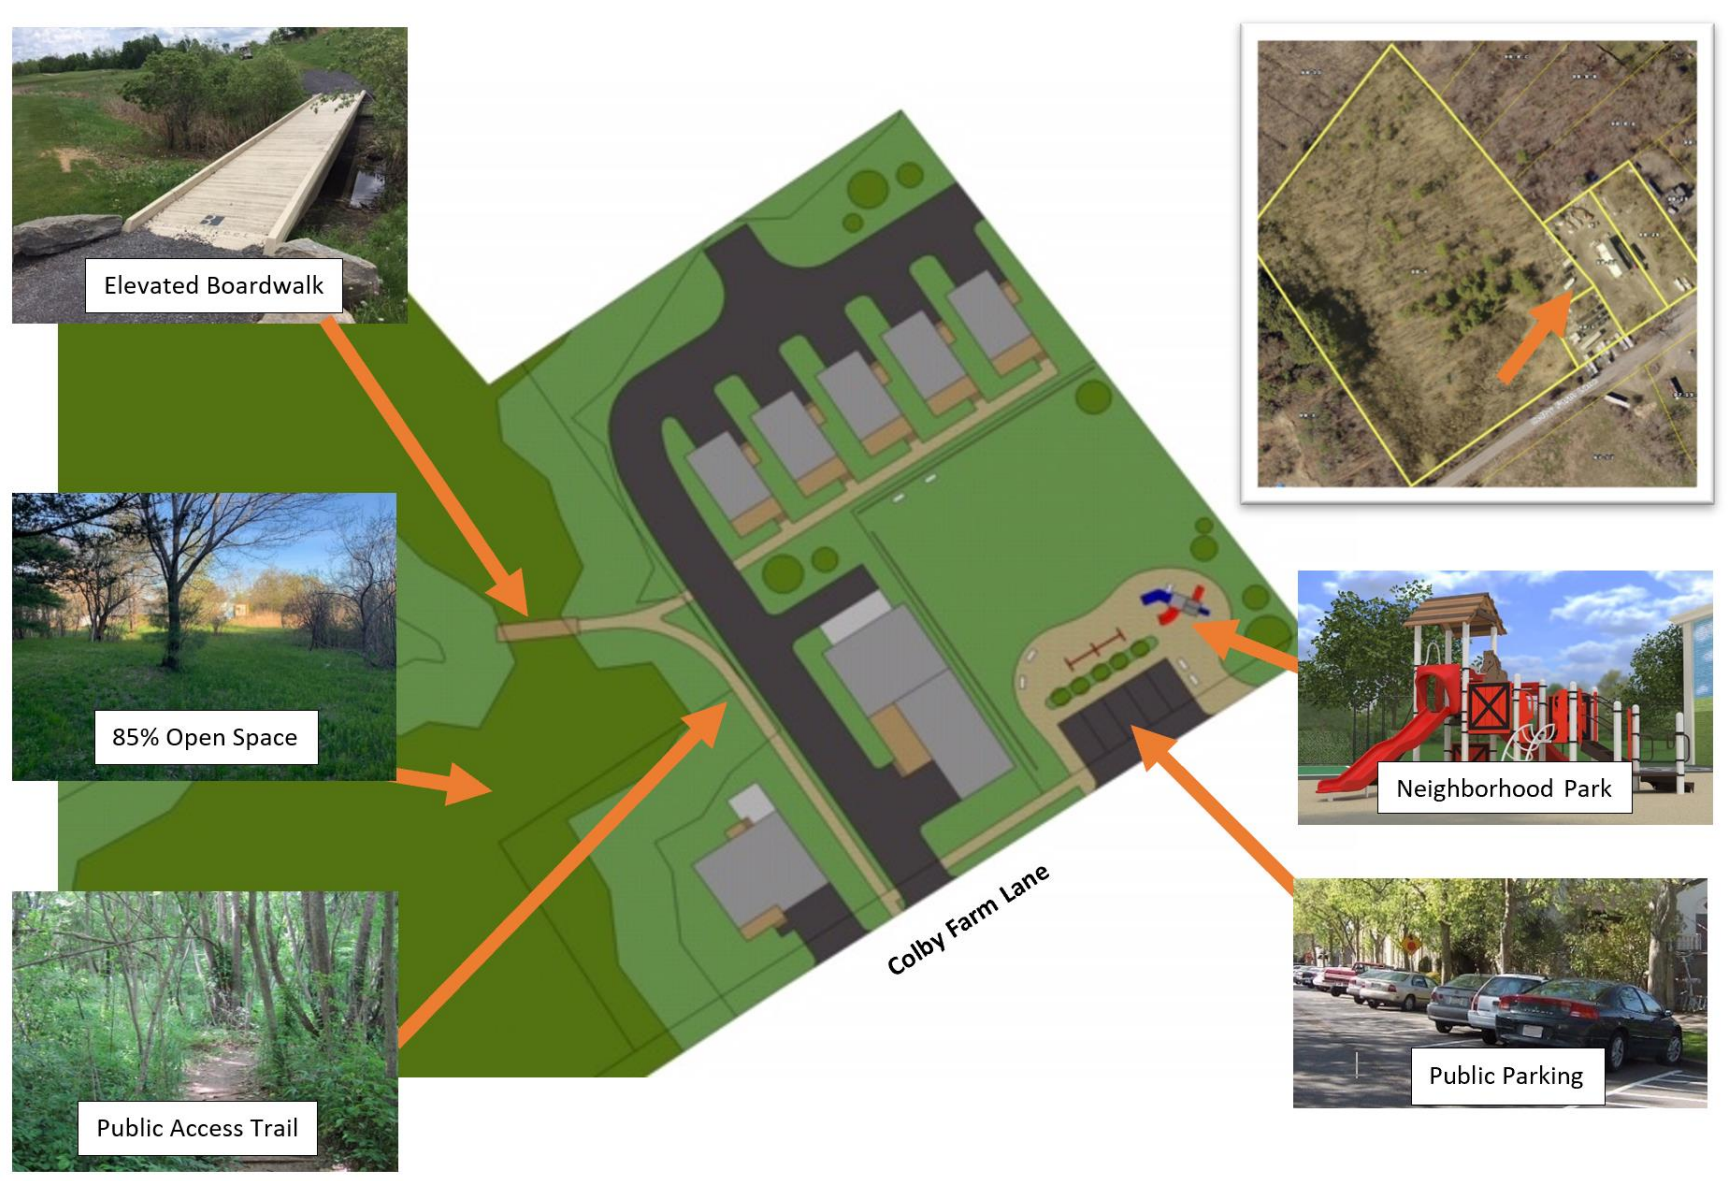 Elevated Boardwalk
85% Open Space
Public Access Trail
Colby Farm Lane
Neighborhood Park
Public Parking